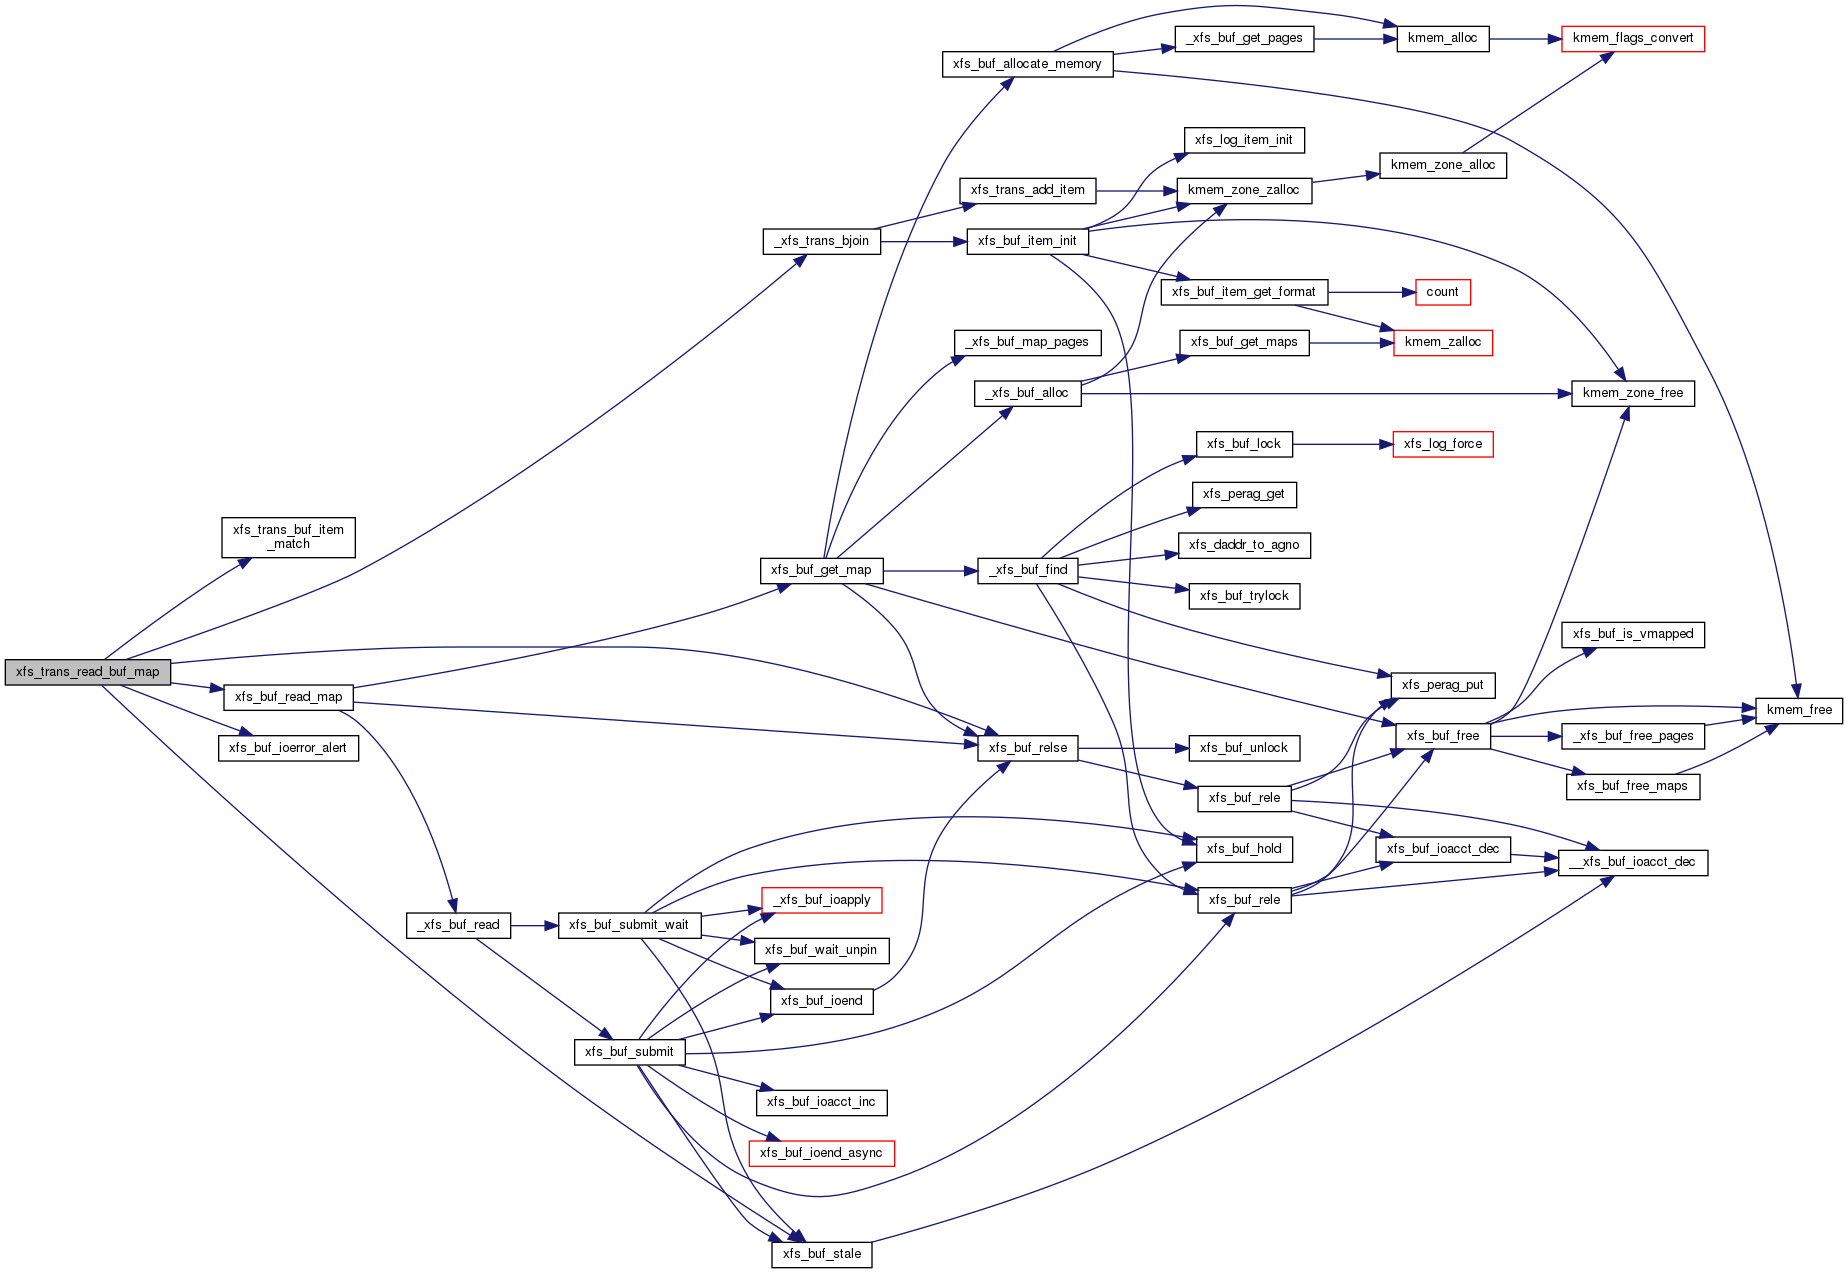 xfs_buf_allocate_memory
_xfs_buf_get_pages
kmem_alloc
kmem_flags_convert
xfs_log_item_init
kmem_zone_alloc
xfs_trans_add_item
kmem_zone_zalloc
_xfs_trans_bjoin
xfs_buf_item_init
xfs_buf_item_get_format
count
_xfs_buf_map_pages
xfs_buf_get_maps
kmem_zalloc
_xfs_buf_alloc
kmem_zone_free
xfs_buf_lock
xfs_log_force
xfs_perag_get
xfs_trans_buf_item
_match
xfs_daddr_to_agno
xfs_buf_get_map
_xfs_buf_find
xfs_buf_trylock
xfs_buf_is_vmapped
xfs_trans_read_buf_map
xfs_buf_read_map
xfs_perag_put
kmem_free
xfs_buf_ioerror_alert
xfs_buf_relse
xfs_buf_unlock
xfs_buf_free
_xfs_buf_free_pages
xfs_buf_free_maps
xfs_buf_rele
xfs_buf_hold
xfs_buf_ioacct_dec
__xfs_buf_ioacct_dec
_xfs_buf_ioapply
xfs_buf_rele
_xfs_buf_read
xfs_buf_submit_wait
xfs_buf_wait_unpin
xfs_buf_ioend
xfs_buf_submit
xfs_buf_ioacct_inc
xfs_buf_ioend_async
xfs_buf_stale